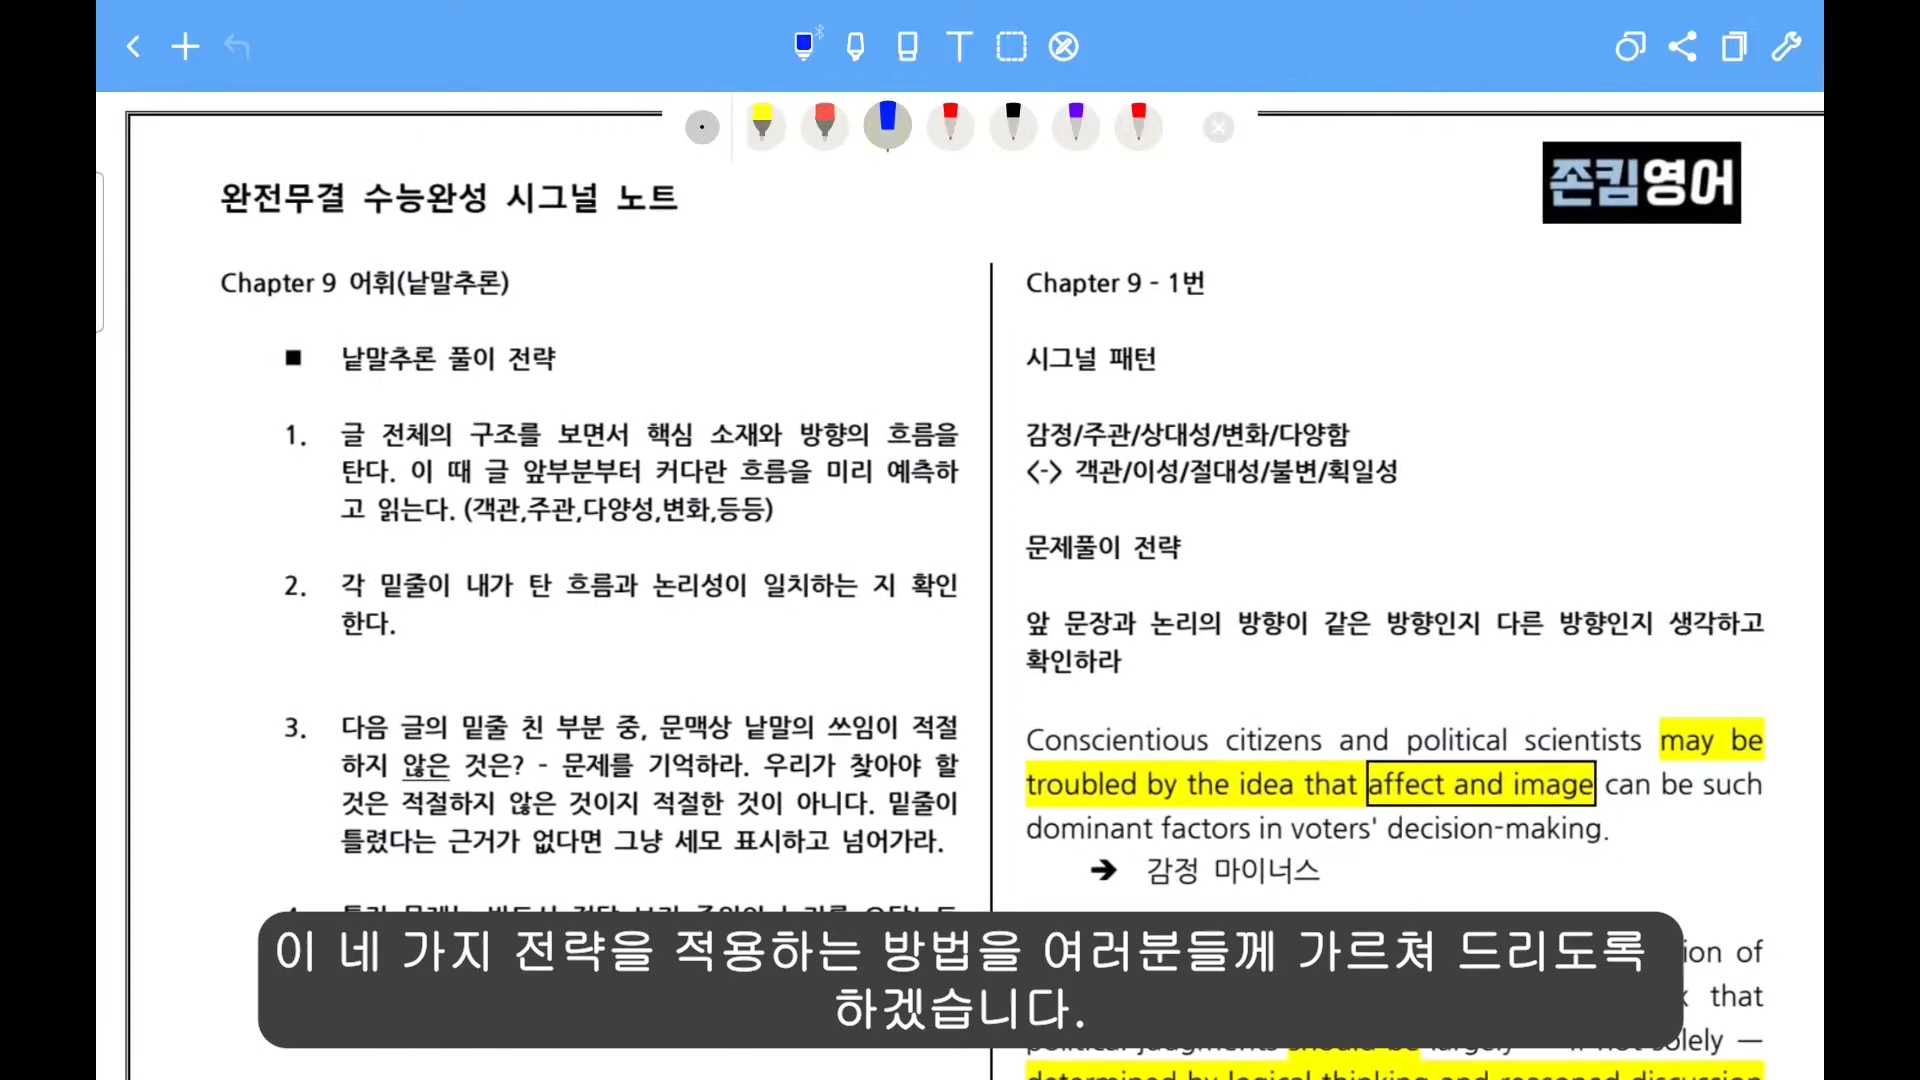 완전무결 수능완성 시그널 노트
존킴영어
Chapter 9 어휘(낱말추론)
■ 낱말추론 풀이 전략
1. 글 전체의 구조를 보면서 핵심 소재와 방향의 흐름을
탄다. 이 때 글 앞부분부터 커다란 흐름을 미리 예측하
고 읽는다. (객관,주관,다양성,변화,등등)
2. 각 밑줄이 내가 탄 흐름과 논리성이 일치하는 지 확인
한다.
3. 다음 글의 밑줄 친 부분 중, 문맥상 낱말의 쓰임이 적절
하지 않은 것은? - 문제를 기억하라. 우리가 찾아야 할
것은 적절하지 않은 것이지 적절한 것이 아니다. 밑줄이
틀렸다는 근거가 없다면 그냥 세모 표시하고 넘어가라.
Chapter 9 - 1번
시그널 패턴
감정/주관/상대성/변화/다양함
<-> 객관/이성/절대성/불변/획일성
문제풀이 전략
앞 문장과 논리의 방향이 같은 방향인지 다른 방향인지 생각하고
확인하라
Conscientious citizens and political scientists may be
troubled by the idea that affect and image can be such
dominant factors in voters' decision-making.
➔ 감정 마이너스
of
that
determined by logical thinking and reasoned discussion
이 네 가지 전략을 적용하는 방법을 여러분들께 가르쳐 드리도록
하겠습니다.